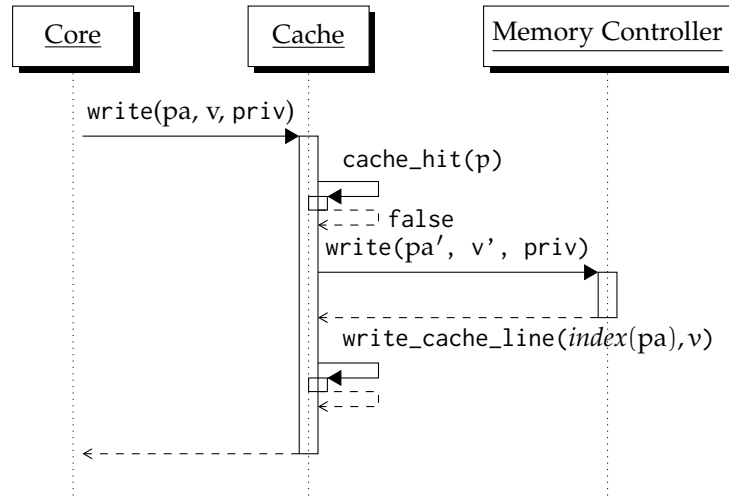 Core Cache Memory Controller
write(pa, v, priv)
cache_hit(p)
false
write(pa′, v', priv)
write_cache_line(index(pa),v)